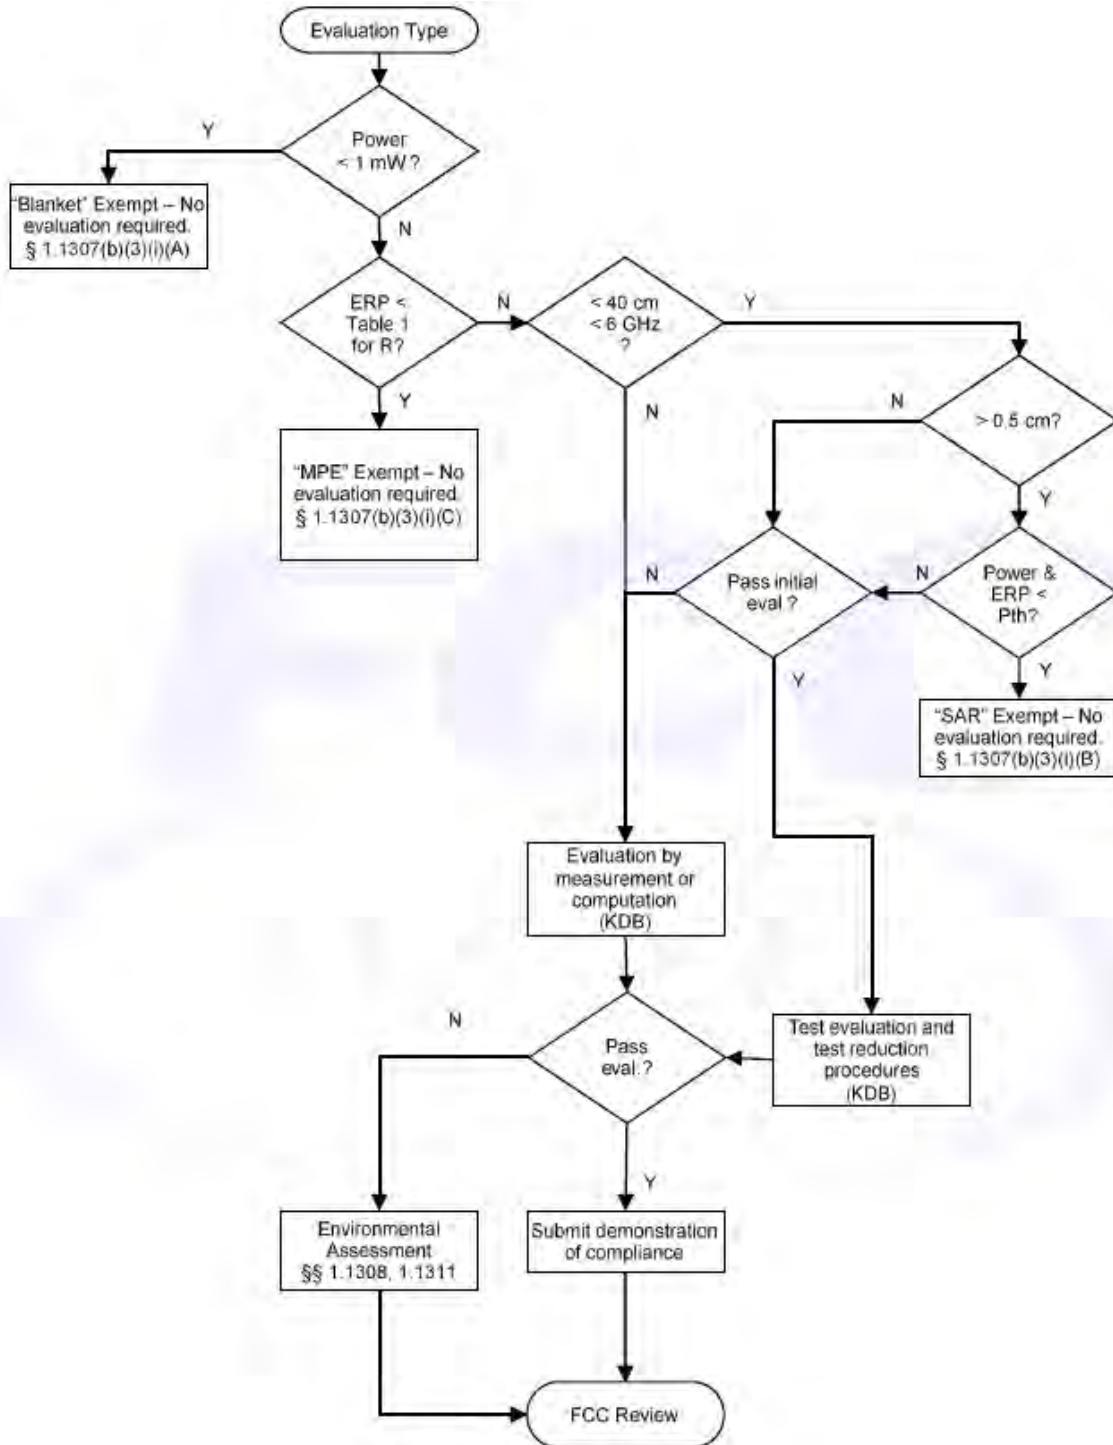 Evaluation Type
Y
Power
< 1 mW?
"Blanket" Exempt – No
evaluation required.
§ 1.1307(b)(3)(i)(A)
N
ERP <
Table 1
for R?
N
< 40 cm
< 6 GHz
?
Y
Y
N
N
> 0.5 cm?
"MPE" Exempt – No
evaluation required.
§ 1.1307(b)(3)(i)(C)
Y
N
Pass initial
eval ?
N
Power &
ERP <
Pth?
Y
Y
"SAR" Exempt – No
evaluation required.
§ 1.1307(b)(3)(i)(B)
Evaluation by
measurement or
computation
(KDB)
N
Pass
eval.?
Test evaluation and
test reduction
procedures
(KDB)
Y
Environmental
Assessment
§§ 1.1308, 1.1311
Submit demonstration
of compliance
FCC Review